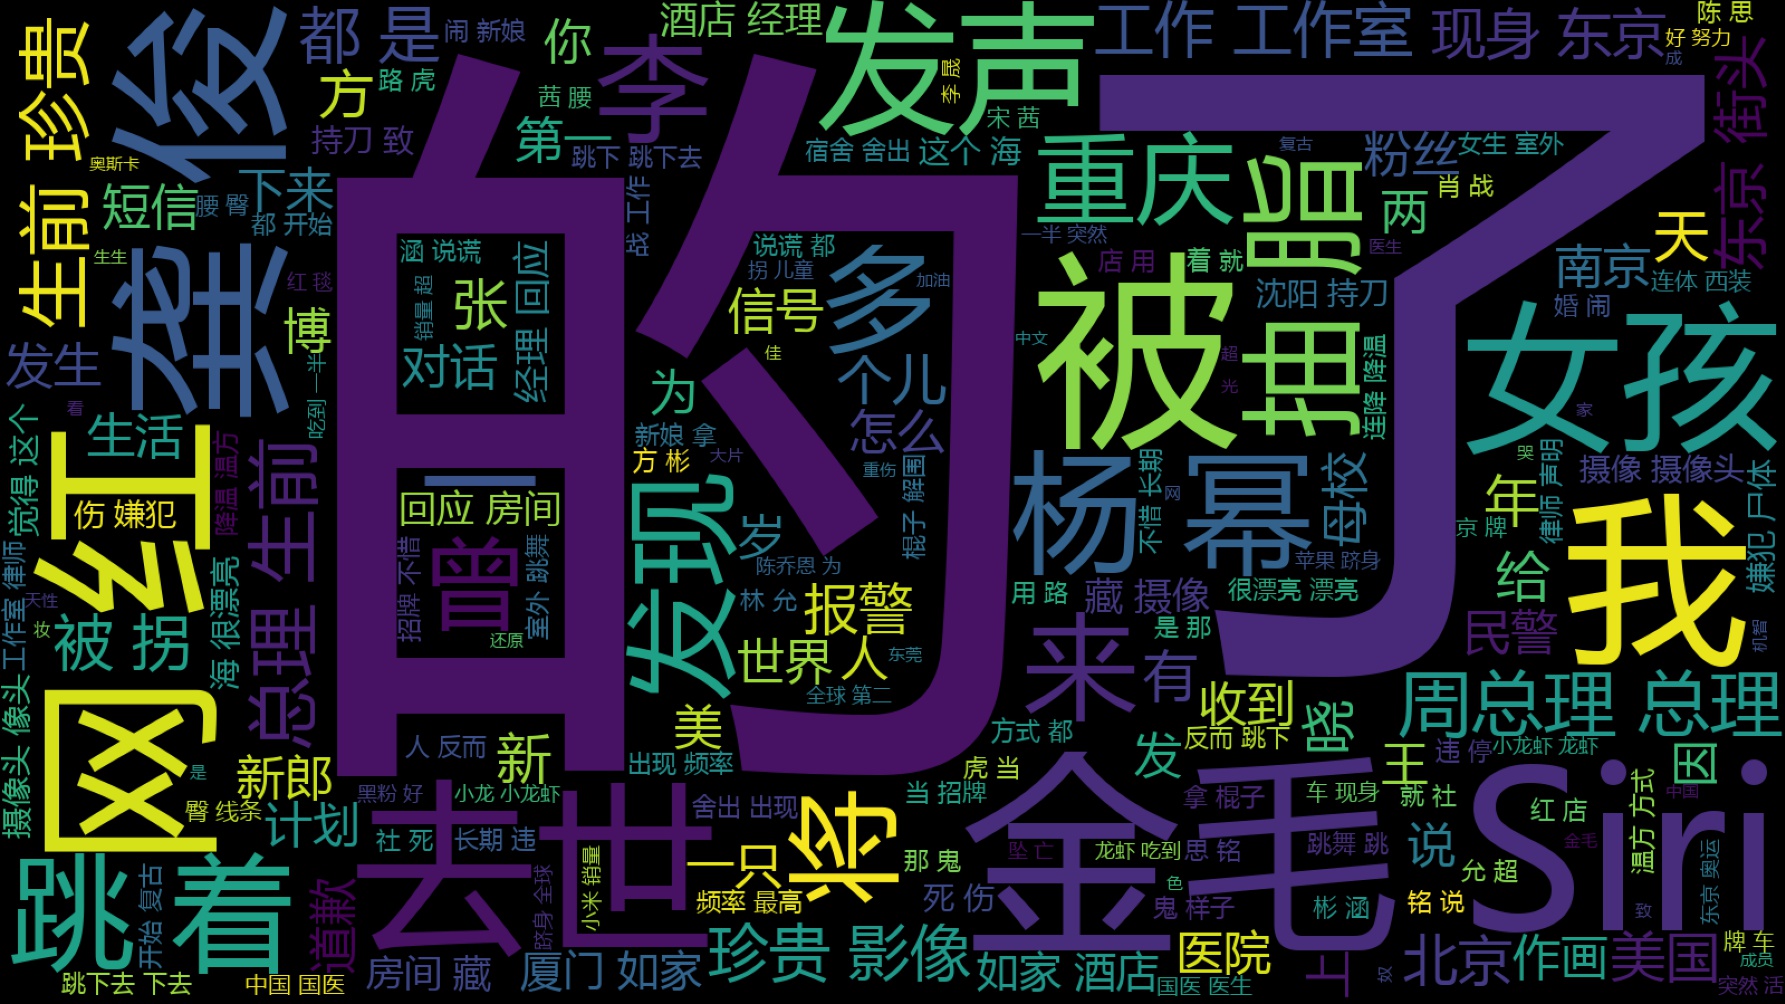 的
了
俊
垫
发声
都 是
闹 新娘
你
酒店 经理
工作 工作室
现身 东京
陈 思
好 努力
成
珍贵
生前
奥斯卡
方
路 虎
持刀 致
茜 腰
第一
李
李 晟
跳下 跳下去
宋 茜
宿舍 舍出
这个 海
重庆
抽脂
复古
粉丝
女生 室外
两
肖 战
东京 街头
短信
腰 臀
下来
都 开始
生生
红 毯
博
涵 说谎
销量 超
张
回应
经理 回应
对话
战 工作
说谎 都
拐 儿童
信号
多
加油
佳
中文
一半 突然
店 用
着 就
医生
沈阳 持刀
被
南京
天
连体 西装
婚 闹
女孩
家
超
光
连降 降温
发生
看
吃到 一半
生活
网红
伤 嫌犯
觉得 这个
降温 温方
总理 生前
为
新娘 拿
方 彬
大片
个儿
怎么
重伤
棍子 解围
一
回应 房间
曾
招牌 不惜
室外 跳舞
还原
发现
岁
陈乔恩 为
林 允
报警
世界 人
东莞
全球 第二
杨 幂
不惜 长期
网
母校
苹果 跻身
用 路
藏 摄像
很漂亮 漂亮
是 那
来
有
哭
律师 声明
摄像 摄像头
年
京 牌
给
民警
我
嫌犯 尸体
机智
工作室 律师
天性
妆
被 拐
海 很漂亮
摄像头 像头
是
新郎
臀 线条
计划
人 反而
新
美
出现 频率
方式 都
收到
反而 跳下
晓
发
周总理 总理
王
违 停
小龙虾 龙虾
因
虎 当
当 招牌
黑粉 好
小龙 小龙虾
社 死
长期 违
去世
舍出 出现
将
金毛
Siri
拿 棍子
车 现身
就 社
红 店
温方 方式
中国
金毛
跳着
开始 复古
道歉
跻身 全球
小米 销量
一只
频率 最高
那 鬼
死 伤
坠 亡
龙虾 吃到
思 铭
跳舞 跳
说
允 超
色
鬼 样子
彬 涵
铭 说
致
东京 奥运
跳下去 下去
中国 国医
房间 藏
厦门 如家
珍贵 影像
如家 酒店
医院
国医 医生
上
奴
北京
作画
美国
牌 车
成员
突然 活